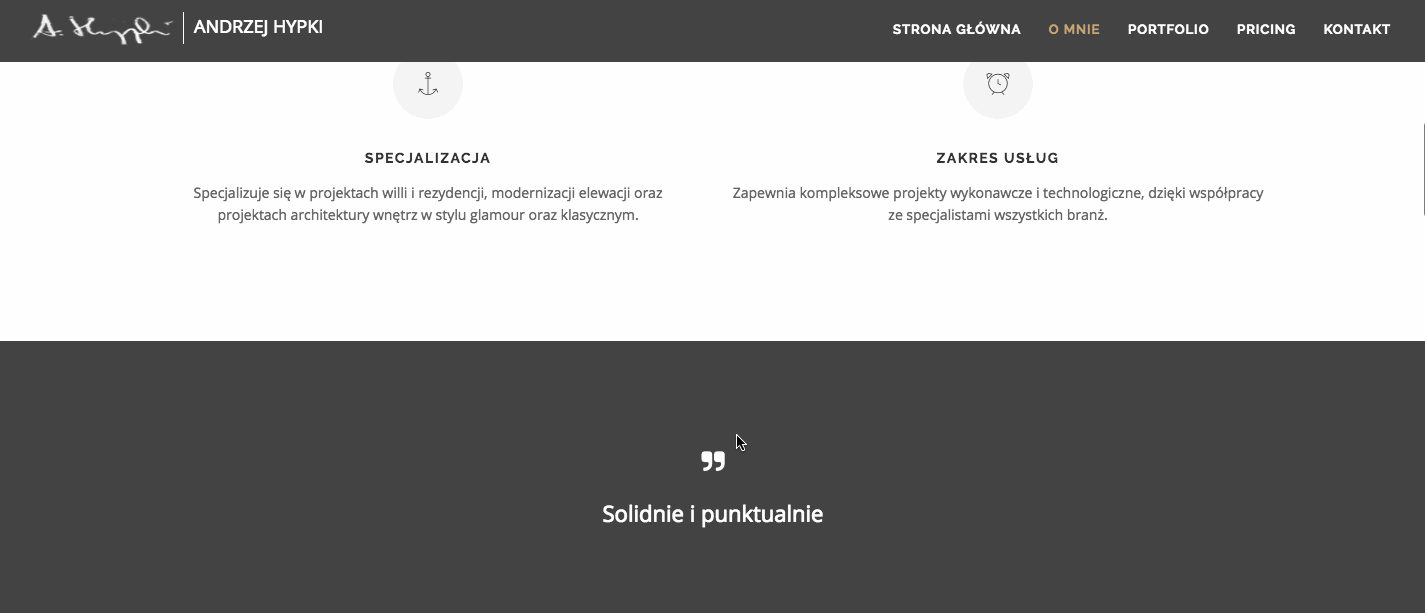 A. Hypki
ANDRZEJ HYPKI
STRONA GŁÓWNA
O MNIE
PORTFOLIO
PRICING
KONTAKT
SPECJALIZACJA
Specjalizuje się w projektach willi i rezydencji, modernizacji elewacji oraz
projektach architektury wnętrz w stylu glamour oraz klasycznym.
ZAKRES USŁUG
Zapewnia kompleksowe projekty wykonawcze i technologiczne, dzięki współpracy
ze specjalistami wszystkich branż.
Solidnie i punktualnie